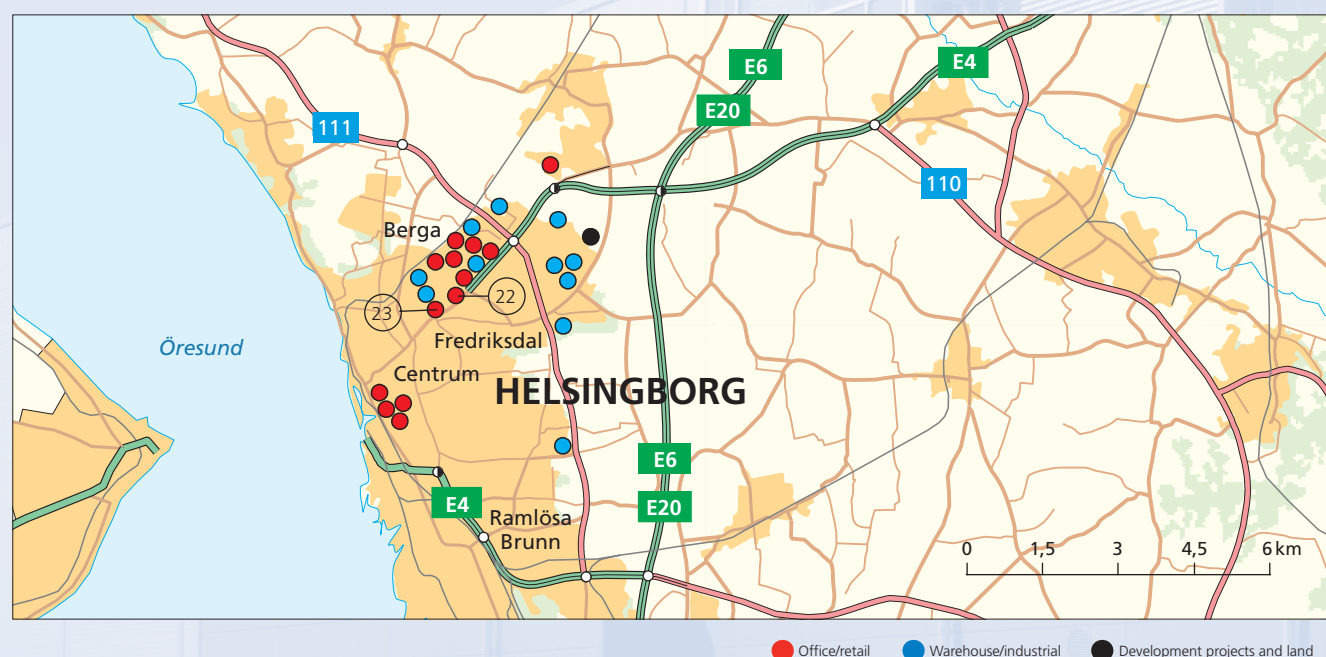 E6
E4
E20
111
110
Berga
22
23
Fredriksdal
Öresund
Centrum
HELSINGBORG
E6
E4
E20
Ramlösa
Brunn
0 1,5 3 4,5 6 km
Office/retail Warehouse/industrial Development projects and land